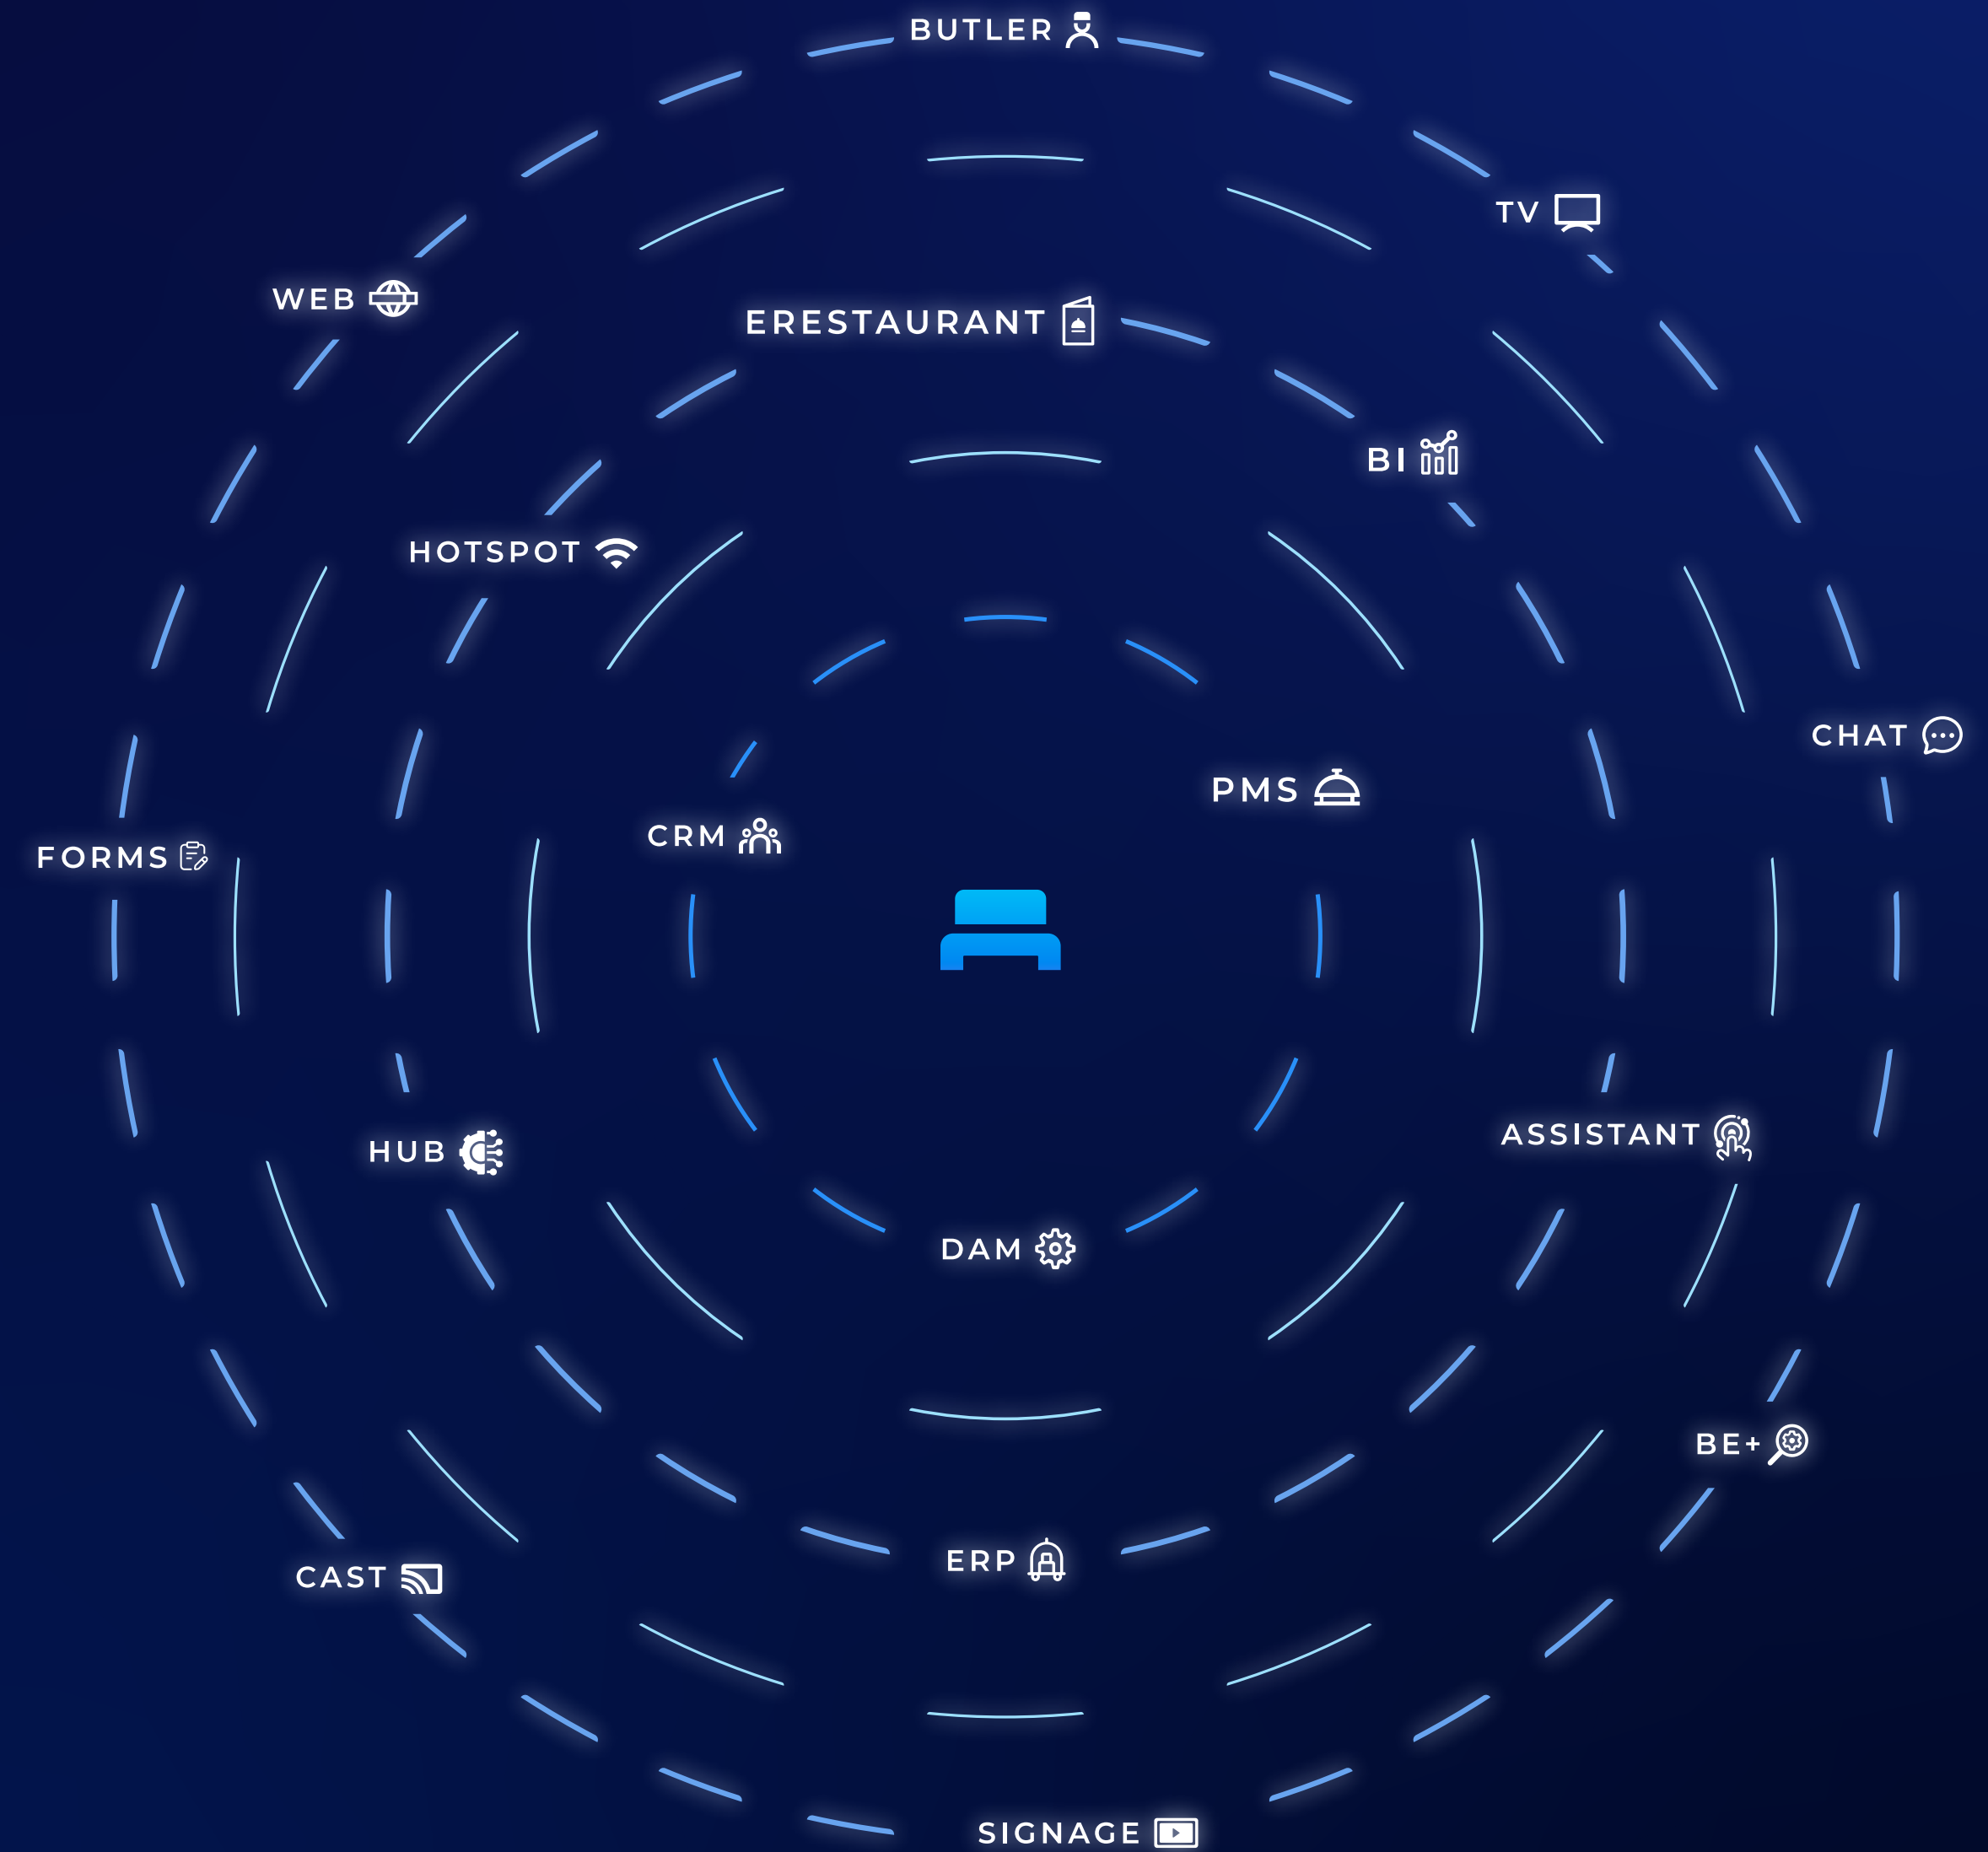 BUTLER
TV
WEB
ERESTAURANT
BI
HOTSPOT
CHAT
PMS
CRM
FORMS
ASSISTANT
HUB
DAM
BE+
ERP
CAST
SIGNAGE